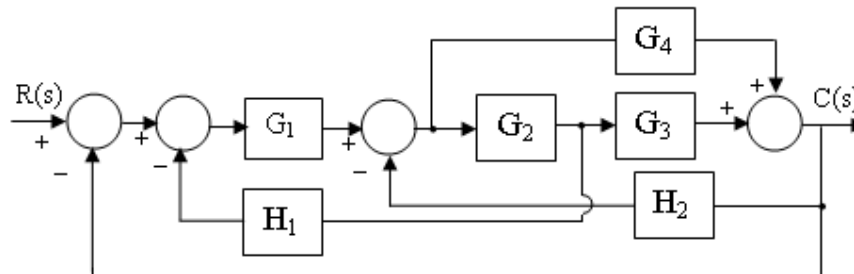 G₄
R(s)
C(s)
+
+ + G₁ + G₂ G₃ +
− − −
H₁ H₂